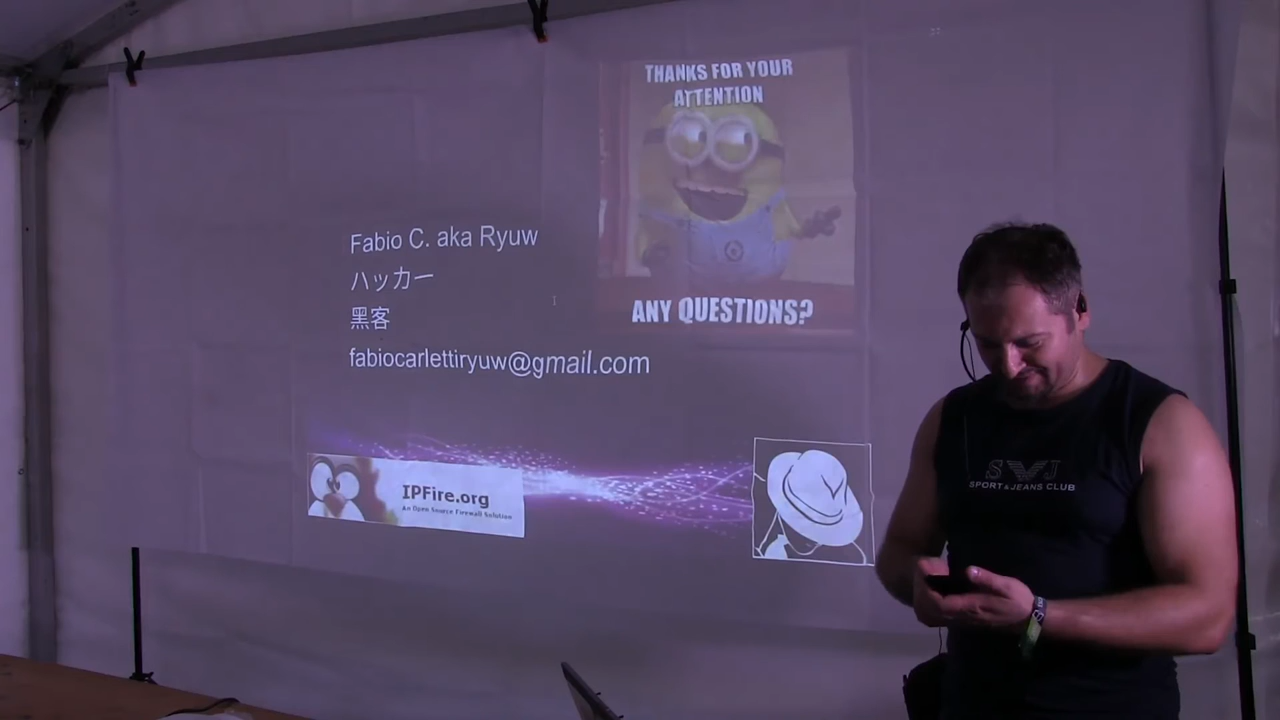 THANKS FOR YOUR
ATTENTION
ANY QUESTIONS?
Fabio C. aka Ryuw
ハッカー
黑客
fabiocarlettiryuw@gmail.com
IPFire.org
An Open Source Firewall Solution
S J
SPORT & JEANS CLUB